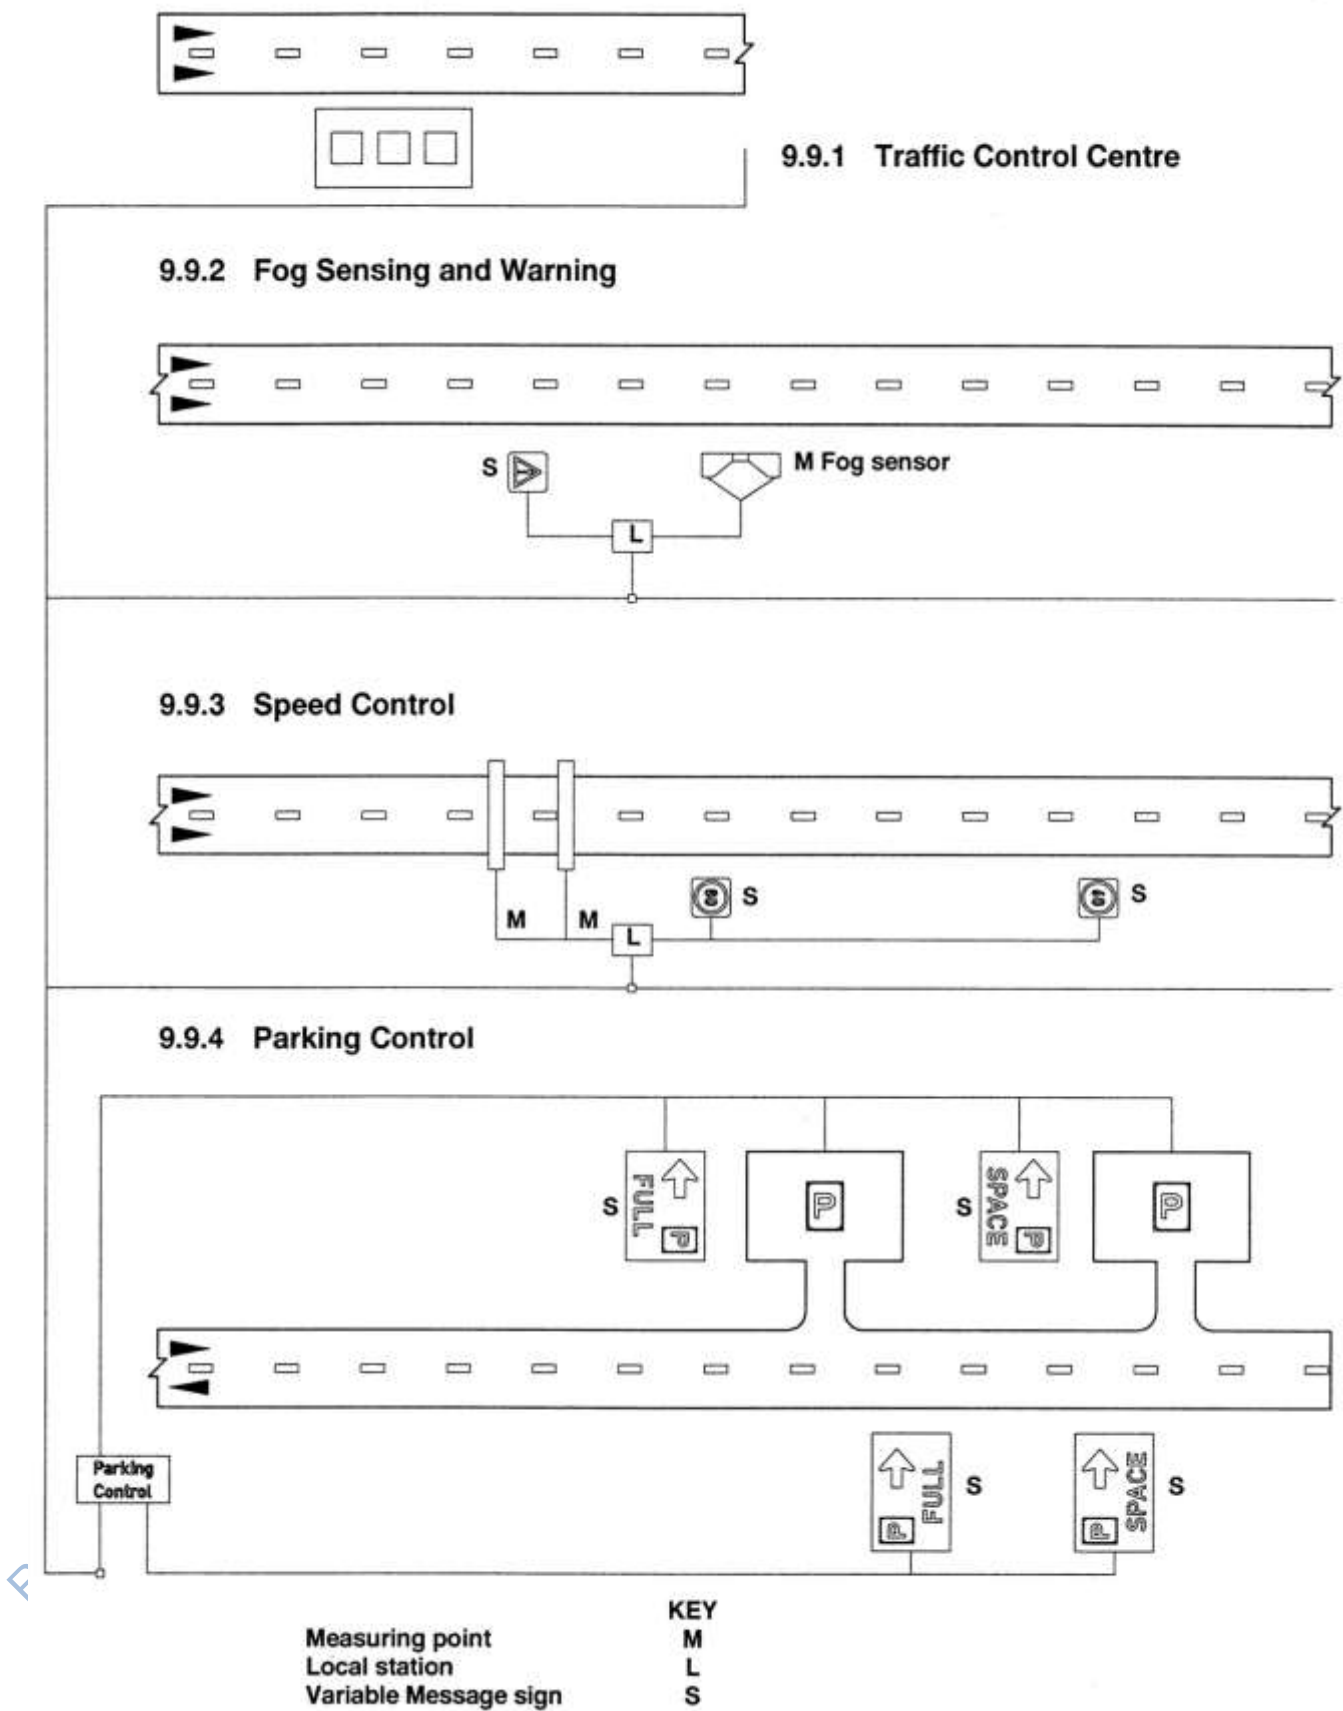 9.9.1 Traffic Control Centre
9.9.2 Fog Sensing and Warning
S
M Fog sensor
L
9.9.3 Speed Control
S
S
M
M
L
9.9.4 Parking Control
S
FULL
P
P
S
SPACE
P
P
Parking
Control
P
FULL
S
P
SPACE
S
KEY
Measuring point M
Local station L
Variable Message sign S